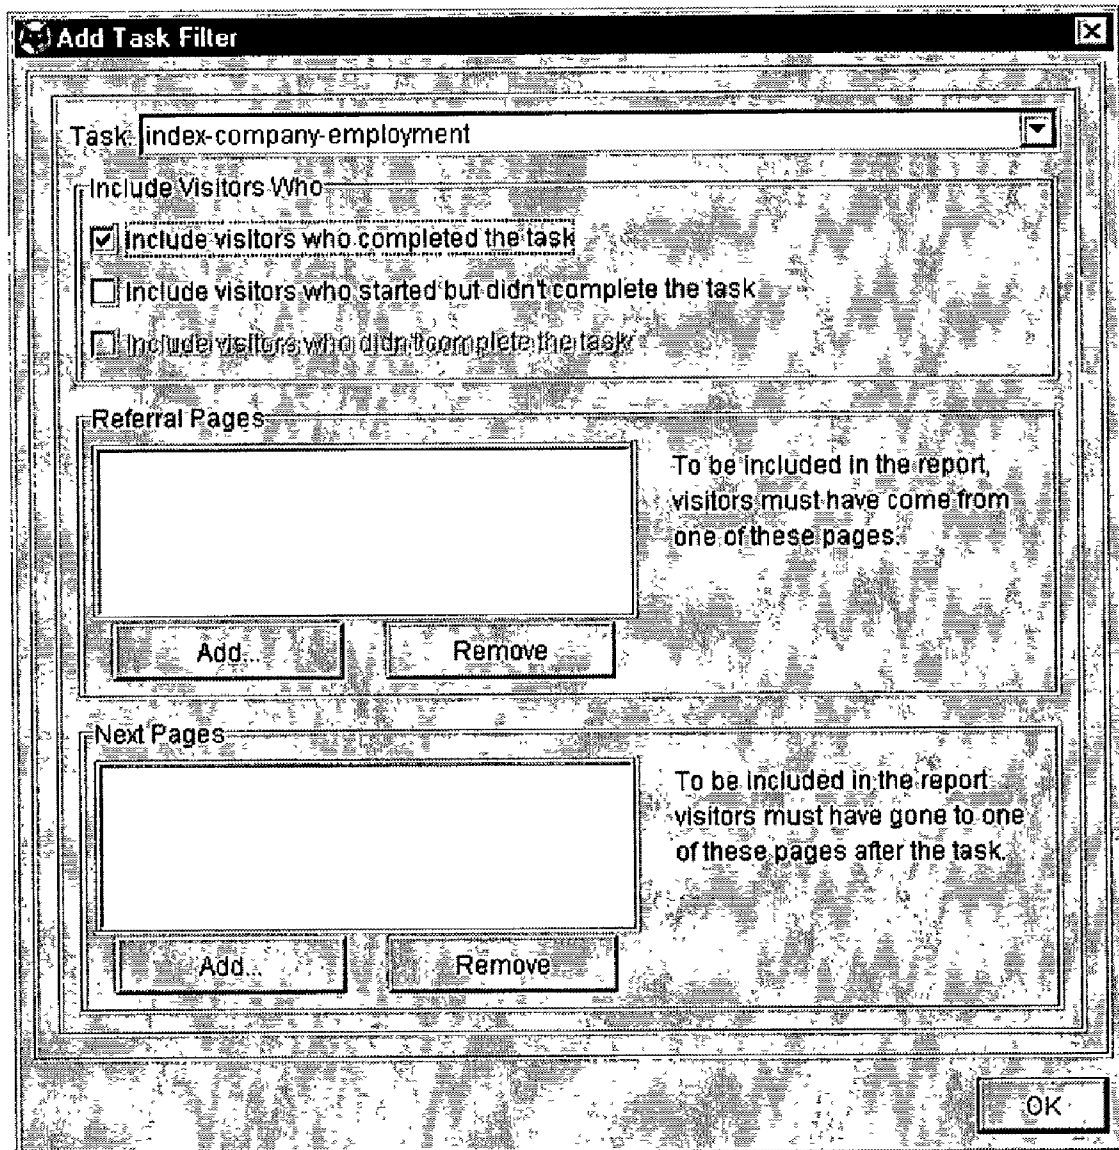 Add Task Filter
Task: index-company-employment
Include Visitors Who
Include visitors who completed the task
Include visitors who started but didn't complete the task
Include visitors who didn't complete the task
Referral Pages
To be included in the report,
visitors must have come from
one of these pages.
Add... Remove
Next Pages
To be included in the report
visitors must have gone to one
of these pages after the task.
Add... Remove
OK